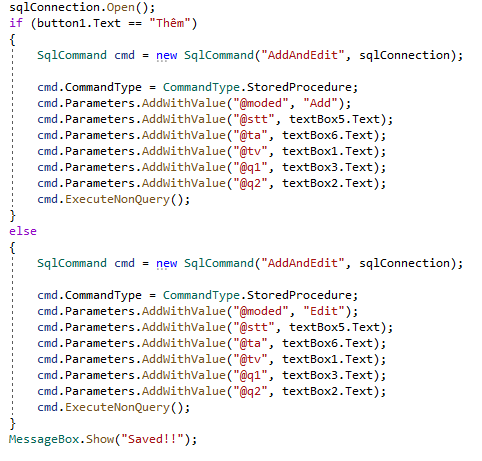 sqlConnection.Open();
if (button1.Text == "Thêm")
{
SqlCommand cmd = new SqlCommand("AddAndEdit", sqlConnection);
cmd.CommandType = CommandType.StoredProcedure;
cmd.Parameters.AddWithValue("@moded", "Add");
cmd.Parameters.AddWithValue("@stt", textBox5.Text);
cmd.Parameters.AddWithValue("@ta", textBox6.Text);
cmd.Parameters.AddWithValue("@tv", textBox1.Text);
cmd.Parameters.AddWithValue("@q1", textBox3.Text);
cmd.Parameters.AddWithValue("@q2", textBox2.Text);
cmd.ExecuteNonQuery();
}
else
{
SqlCommand cmd = new SqlCommand("AddAndEdit", sqlConnection);
cmd.CommandType = CommandType.StoredProcedure;
cmd.Parameters.AddWithValue("@moded", "Edit");
cmd.Parameters.AddWithValue("@stt", textBox5.Text);
cmd.Parameters.AddWithValue("@ta", textBox6.Text);
cmd.Parameters.AddWithValue("@tv", textBox1.Text);
cmd.Parameters.AddWithValue("@q1", textBox3.Text);
cmd.Parameters.AddWithValue("@q2", textBox2.Text);
cmd.ExecuteNonQuery();
}
MessageBox.Show("Saved!!");